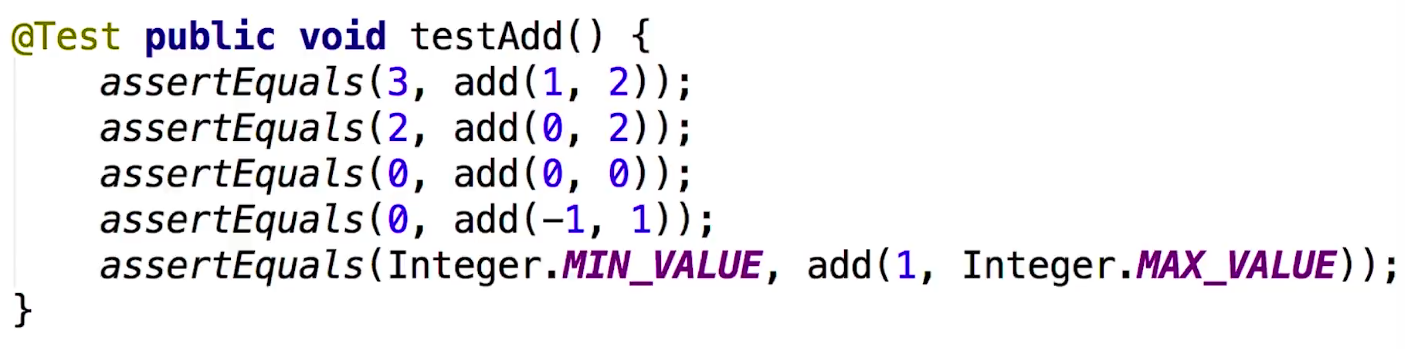 @Test public void testAdd() {
    assertEquals(3, add(1, 2));
    assertEquals(2, add(0, 2));
    assertEquals(0, add(0, 0));
    assertEquals(0, add(-1, 1));
    assertEquals(Integer.MIN_VALUE, add(1, Integer.MAX_VALUE));
}